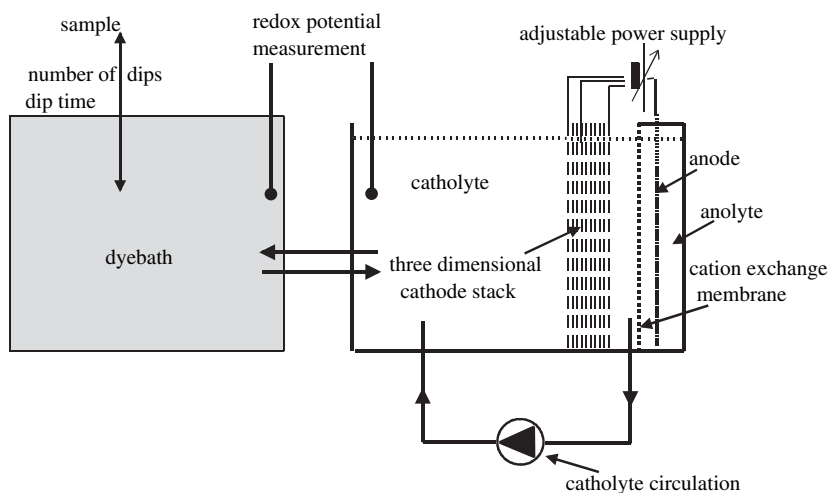 sample
number of dips
dip time
redox potential
measurement
adjustable power supply
catholyte
anode
anolyte
dyebath
three dimensional
cathode stack
cation exchange
membrane
catholyte circulation